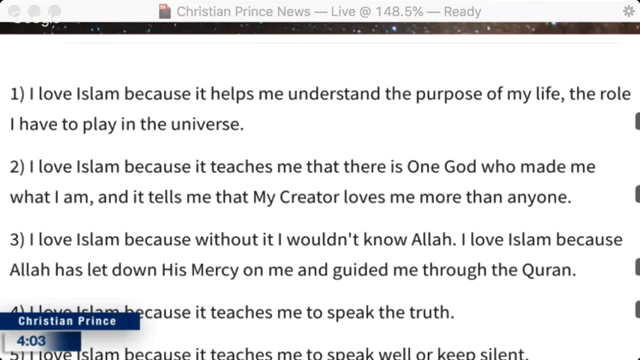 Christian Prince News — Live @ 148.5% — Ready
1) I love Islam because it helps me understand the purpose of my life, the role
I have to play in the universe.
2) I love Islam because it teaches me that there is One God who made me
what I am, and it tells me that My Creator loves me more than anyone.
3) I love Islam because without it I wouldn't know Allah. I love Islam because
Allah has let down His Mercy on me and guided me through the Quran.
4) I love Islam because it teaches me to speak the truth.
Christian Prince
4:03
5) I love Islam because it teaches me to speak well or keep silent.